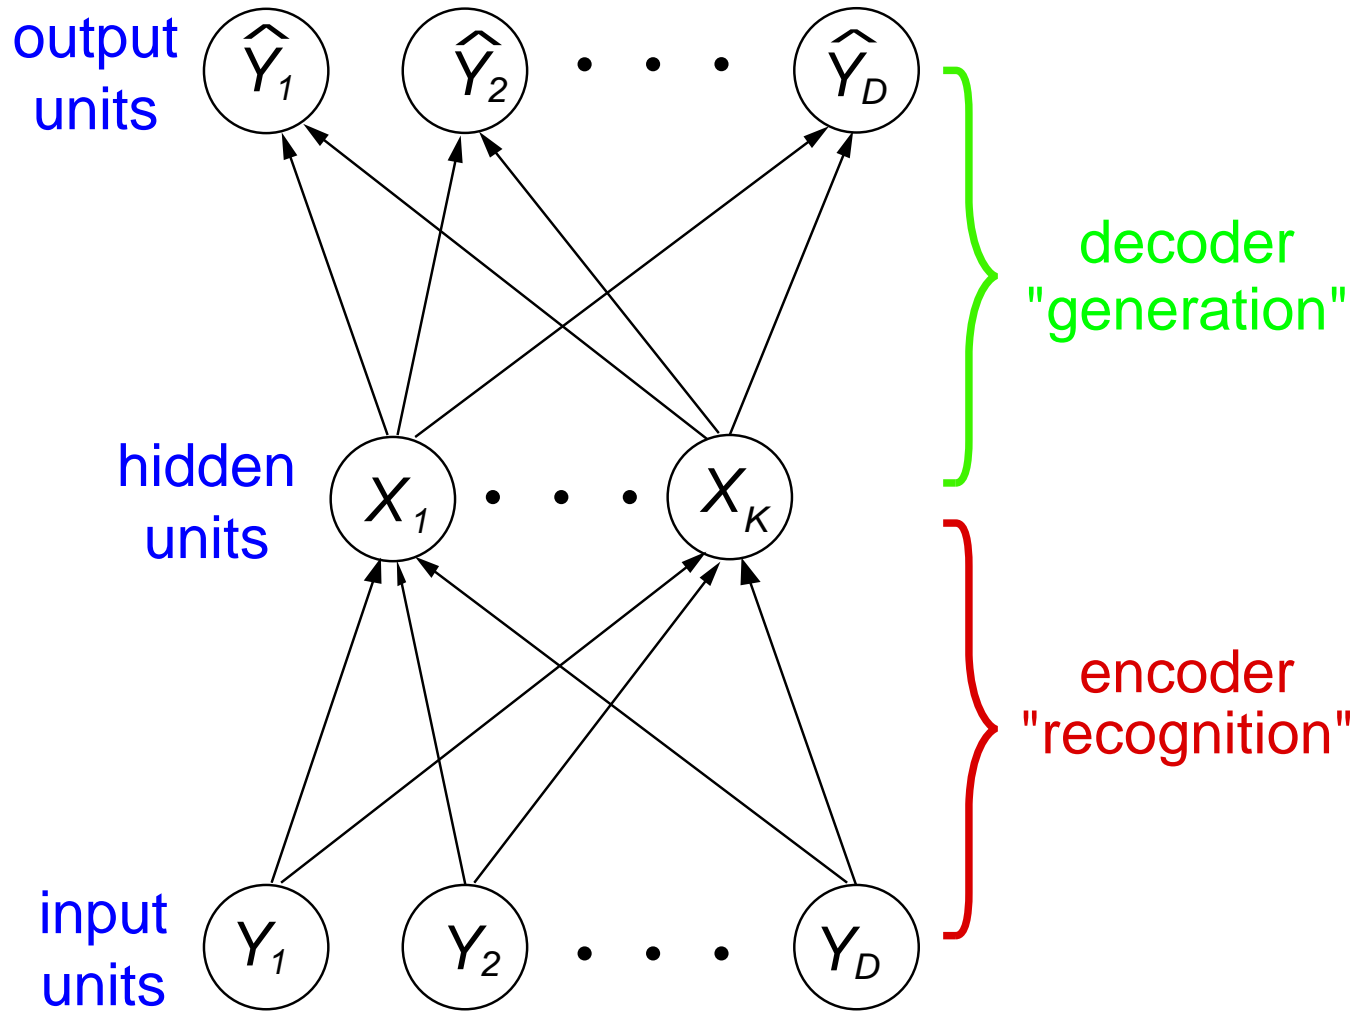 output
units
Ŷ1
Ŷ2
. . .
ŶD
decoder
"generation"
hidden
units
X1
. . .
XK
encoder
"recognition"
input
units
Y1
Y2
. . .
YD